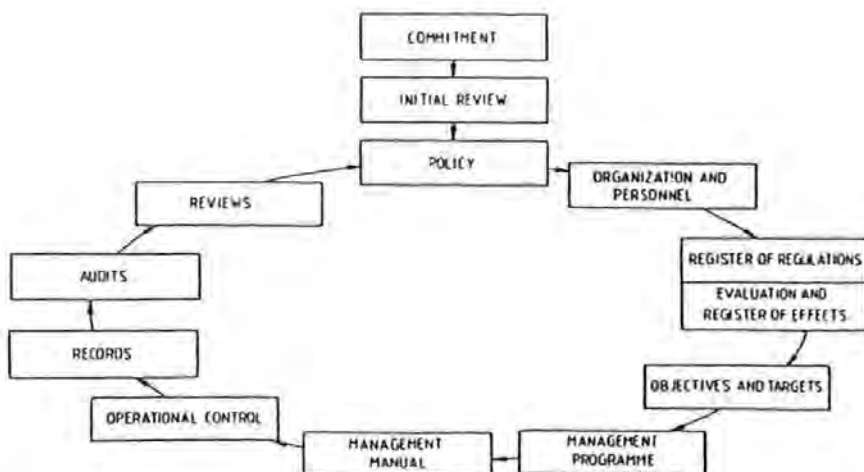 COMMITMENT
INITIAL REVIEW
POLICY
ORGANIZATION AND
PERSONNEL
REVIEWS
REGISTER OF REGULATIONS
AUDITS
EVALUATION AND
REGISTER OF EFFECTS
RECORDS
OBJECTIVES AND TARGETS
OPERATIONAL CONTROL
MANAGEMENT
MANUAL
MANAGEMENT
PROGRAMME